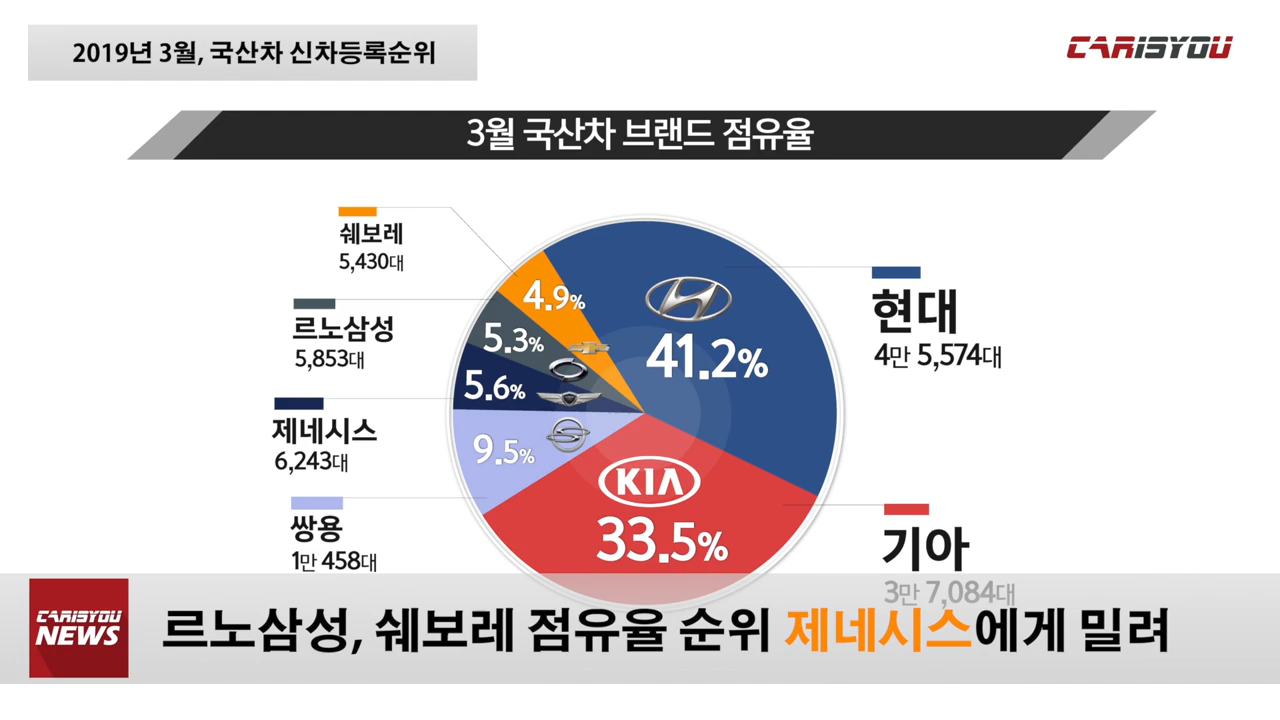 2019년 3월, 국산차 신차등록순위
CARISYOU
3월 국산차 브랜드 점유율
쉐보레
5,430대
4.9%
르노삼성
5,853대
5.3%
제네시스
6,243대
5.6%
쌍용
1만 458대
9.5%
현대
4만 5,574대
41.2%
KIA
33.5%
기아
3만 7,084대
CARISYOU
NEWS
르노삼성, 쉐보레 점유율 순위 제네시스에게 밀려